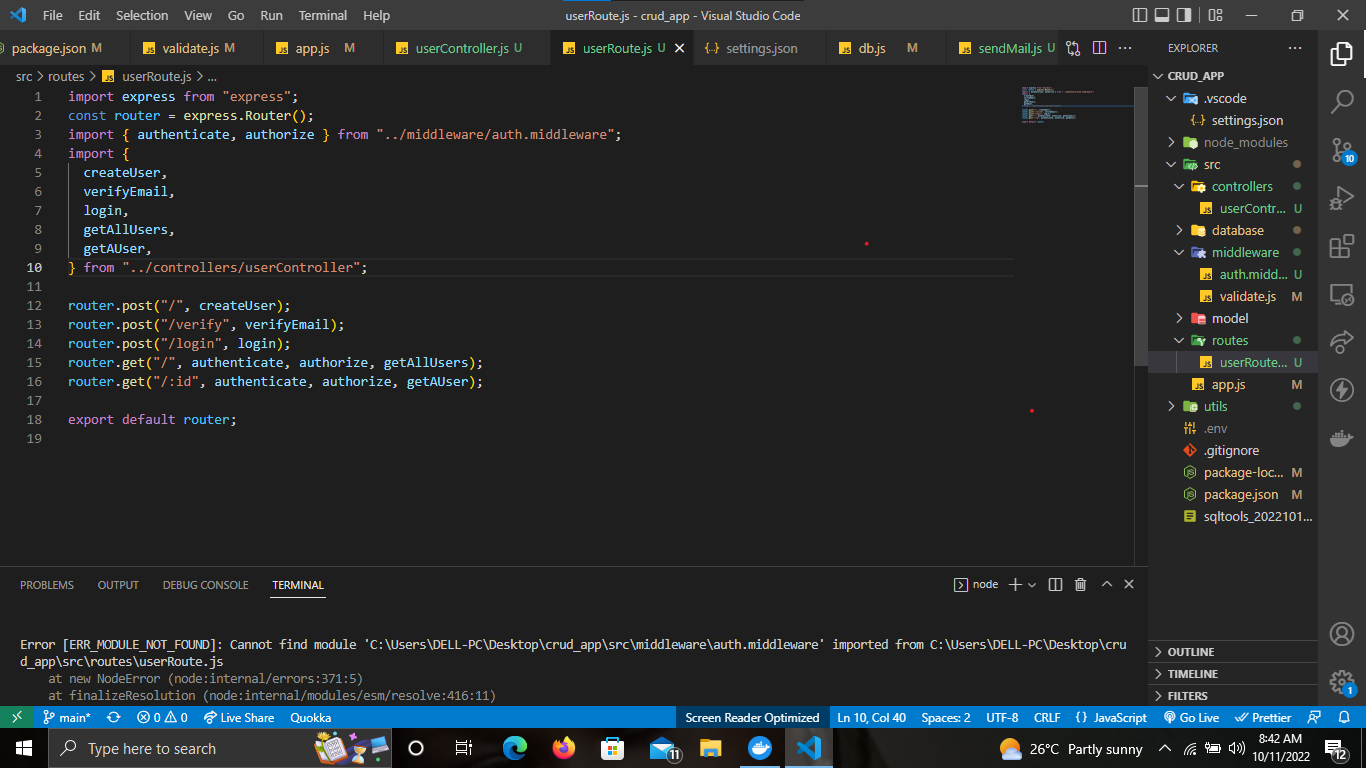 File Edit Selection View Go Run Terminal Help
userRoute.js - crud_app - Visual Studio Code
package.json M
validate.js M
app.js M
userController.js U
userRoute.js U
settings.json
db.js M
sendMail.js U
src > routes > userRoute.js > ...
1 import express from "express";
2 const router = express.Router();
3 import { authenticate, authorize } from "../middleware/auth.middleware";
4 import {
5 createUser,
6 verifyEmail,
7 login,
8 getAllUsers,
9 getAUser,
10 } from "../controllers/userController";
11
12 router.post("/", createUser);
13 router.post("/verify", verifyEmail);
14 router.post("/login", login);
15 router.get("/", authenticate, authorize, getAllUsers);
16 router.get("/:id", authenticate, authorize, getAUser);
17
18 export default router;
19
EXPLORER
CRUD_APP
.vscode
settings.json
node_modules
src
controllers
userContr... U
database
middleware
auth.midd... U
validate.js M
model
routes
userRoute... U
app.js M
utils
.env
.gitignore
package-loc... M
package.json M
sqltools_2022101...
OUTLINE
TIMELINE
FILTERS
10
1
PROBLEMS OUTPUT DEBUG CONSOLE TERMINAL
node
Error [ERR_MODULE_NOT_FOUND]: Cannot find module 'C:\Users\DELL-PC\Desktop\crud_app\src\middleware\auth.middleware' imported from C:\Users\DELL-PC\Desktop\cru
d_app\src\routes\userRoute.js
at new NodeError (node:internal/errors:371:5)
at finalizeResolution (node:internal/modules/esm/resolve:416:11)
main* 0 0 Live Share Quokka
Screen Reader Optimized Ln 10, Col 40 Spaces: 2 UTF-8 CRLF {} JavaScript Go Live Prettier
Type here to search
11
26°C Partly sunny
8:42 AM
10/11/2022
12